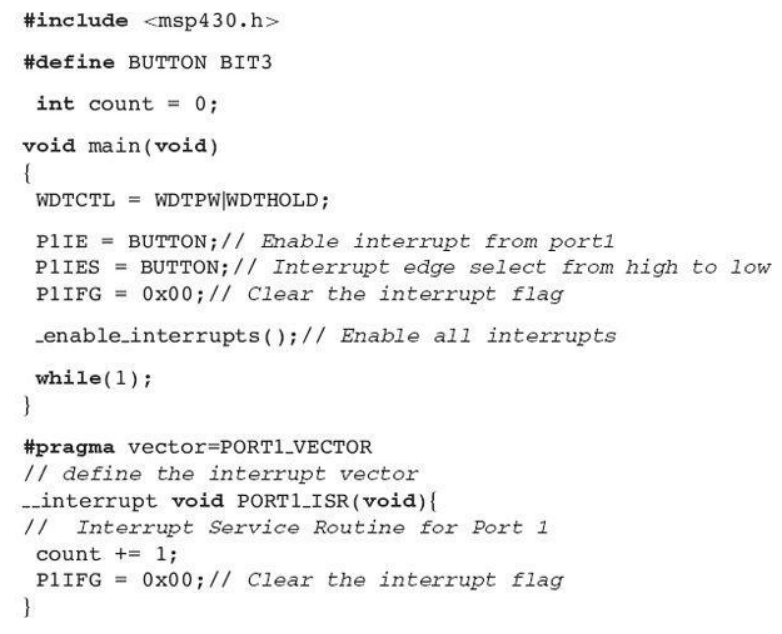 #include <msp430.h>
#define BUTTON BIT3
int count = 0;
void main(void)
{
WDTCTL = WDTPW|WDTHOLD;
P1IE = BUTTON;// Enable interrupt from port1
P1IES = BUTTON;// Interrupt edge select from high to low
P1IFG = 0x00;// Clear the interrupt flag
_enable_interrupts();// Enable all interrupts
while(1);
}
#pragma vector=PORT1_VECTOR
// define the interrupt vector
__interrupt void PORT1_ISR(void){
// Interrupt Service Routine for Port 1
count += 1;
P1IFG = 0x00;// Clear the interrupt flag
}